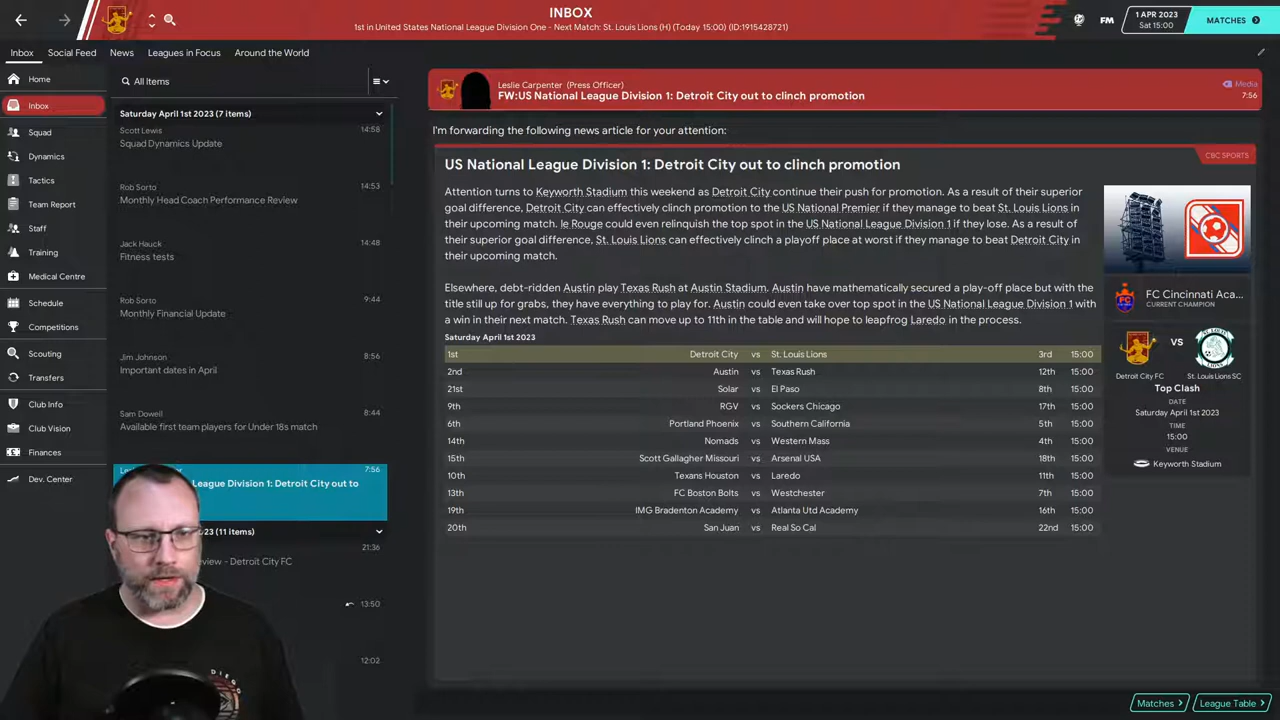 INBOX
1st in United States National League Division One - Next Match: St. Louis Lions (H) (Today 15:00) (ID:1915428721)
FM
1 APR 2023
Sat 15:00
MATCHES
Inbox
Social Feed
News
Leagues in Focus
Around the World
Home
Inbox
Squad
Dynamics
Tactics
Team Report
Staff
Training
Medical Centre
Schedule
Competitions
Scouting
Transfers
Club Info
Club Vision
Finances
Dev. Center
All Items
Saturday April 1st 2023 (7 items)
Scott Lewis 14:58
Squad Dynamics Update
Rob Sorto 14:53
Monthly Head Coach Performance Review
Jack Hauck 14:48
Fitness tests
Rob Sorto 9:44
Monthly Financial Update
Jim Johnson 8:56
Important dates in April
Sam Dowell 8:44
Available first team players for Under 18s match
7:56
League Division 1: Detroit City out to
(11 items)
21:36
- Detroit City FC
13:50
12:02
Leslie Carpenter (Press Officer)
FW:US National League Division 1: Detroit City out to clinch promotion
Media
7:56
I'm forwarding the following news article for your attention:
CBC SPORTS
US National League Division 1: Detroit City out to clinch promotion
Attention turns to Keyworth Stadium this weekend as Detroit City continue their push for promotion. As a result of their superior
goal difference, Detroit City can effectively clinch promotion to the US National Premier if they manage to beat St. Louis Lions in
their upcoming match. le Rouge could even relinquish the top spot in the US National League Division 1 if they lose. As a result of
their superior goal difference, St. Louis Lions can effectively clinch a playoff place at worst if they manage to beat Detroit City in
their upcoming match.
Elsewhere, debt-ridden Austin play Texas Rush at Austin Stadium. Austin have mathematically secured a play-off place but with the
title still up for grabs, they have everything to play for. Austin could even take over top spot in the US National League Division 1 with
a win in their next match. Texas Rush can move up to 11th in the table and will hope to leapfrog Laredo in the process.
Saturday April 1st 2023
1st Detroit City vs St. Louis Lions 3rd 15:00
2nd Austin vs Texas Rush 12th 15:00
21st Solar vs El Paso 8th 15:00
9th RGV vs Sockers Chicago 17th 15:00
6th Portland Phoenix vs Southern California 5th 15:00
14th Nomads vs Western Mass 4th 15:00
15th Scott Gallagher Missouri vs Arsenal USA 18th 15:00
10th Texans Houston vs Laredo 11th 15:00
13th FC Boston Bolts vs Westchester 7th 15:00
19th IMG Bradenton Academy vs Atlanta Utd Academy 16th 15:00
20th San Juan vs Real So Cal 22nd 15:00
FC Cincinnati Aca...
CURRENT CHAMPION
VS
Detroit City FC
St. Louis Lions SC
Top Clash
DATE
Saturday April 1st 2023
TIME
15:00
VENUE
Keyworth Stadium
Matches
League Table